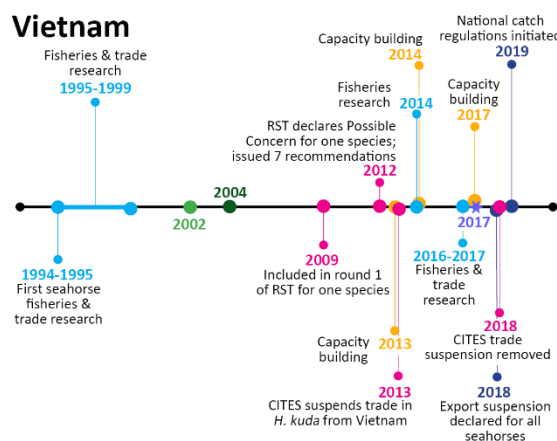 Vietnam
Fisheries & trade
research
1995-1999
1994-1995
First seahorse
fisheries &
trade research
2002
2004
2009
Included in round 1
of RST for one species
RST declares Possible
Concern for one species;
issued 7 recommendations
2012
Capacity
building
2013
2013
CITES suspends trade in
H. kuda from Vietnam
Capacity building
2014
Fisheries
research
2014
2016-2017
Fisheries &
trade
research
Capacity
building
2017
2017
2018
CITES trade
suspension removed
2018
Export suspension
declared for all
seahorses
National catch
regulations initiated
2019